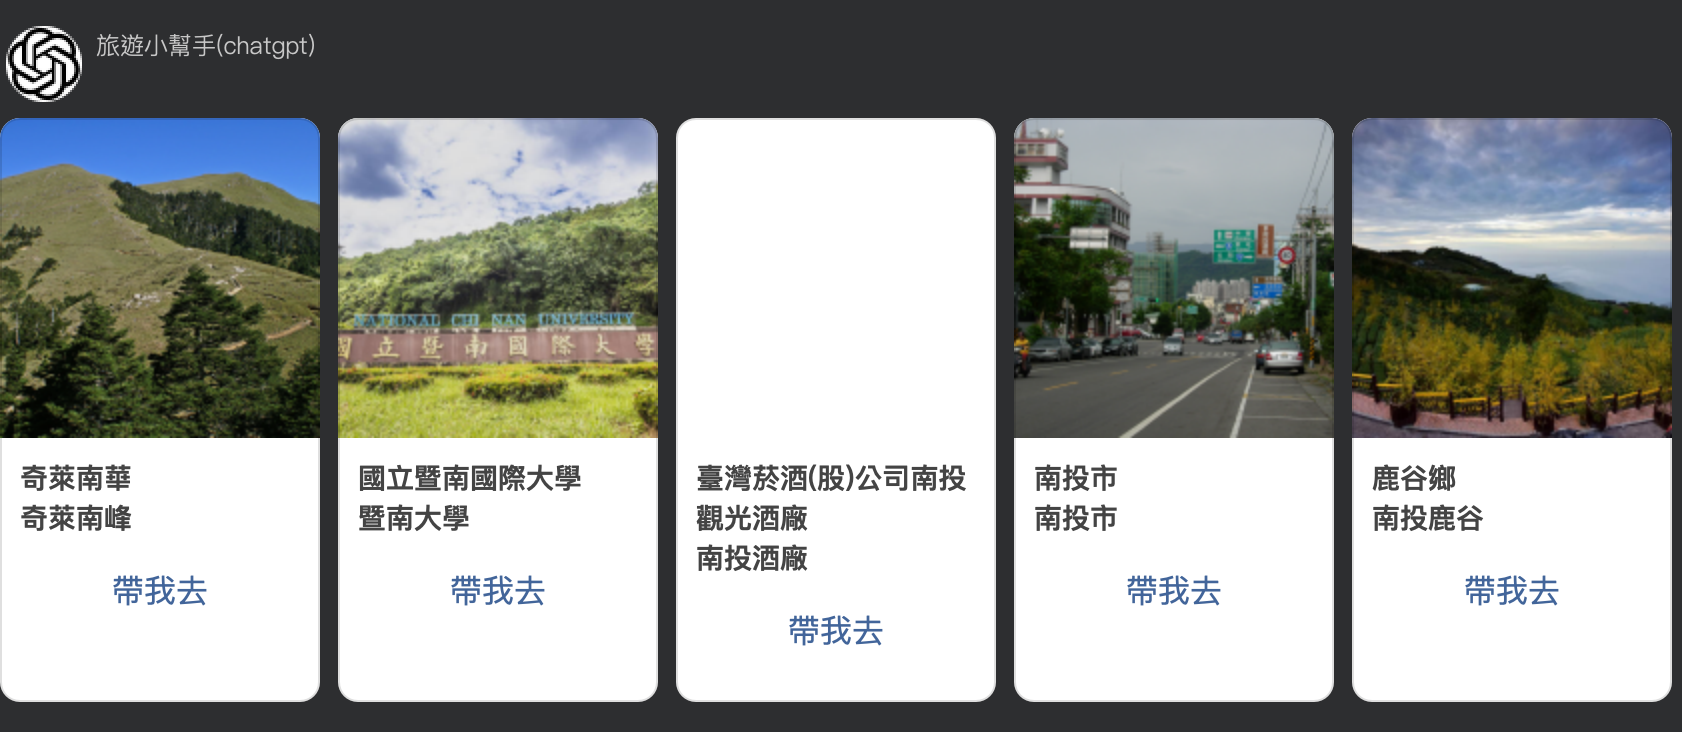 旅遊小幫手(chatgpt)
NATIONAL CHI NAN UNIVERSITY
國立暨南國際大學
奇萊南華
奇萊南峰
帶我去
國立暨南國際大學
暨南大學
帶我去
臺灣菸酒(股)公司南投
觀光酒廠
南投酒廠
帶我去
南投市
南投市
帶我去
鹿谷鄉
南投鹿谷
帶我去